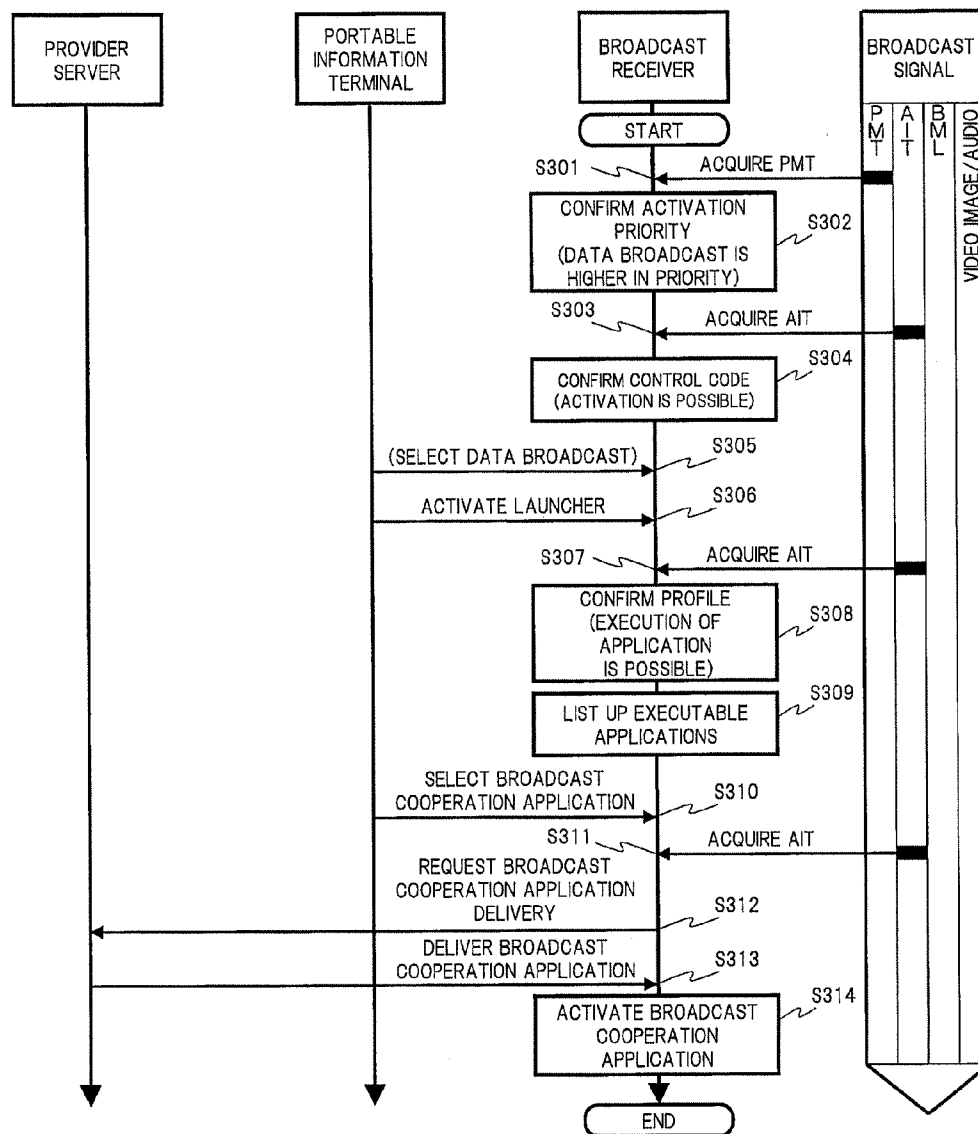 PROVIDER
SERVER
PORTABLE
INFORMATION
TERMINAL
BROADCAST
RECEIVER
BROADCAST
SIGNAL
PMT
AIT
BML
VIDEO IMAGE/AUDIO
START
S301
ACQUIRE PMT
CONFIRM ACTIVATION
PRIORITY
(DATA BROADCAST IS
HIGHER IN PRIORITY)
S302
S303
ACQUIRE AIT
S304
CONFIRM CONTROL CODE
(ACTIVATION IS POSSIBLE)
(SELECT DATA BROADCAST)
S305
ACTIVATE LAUNCHER
S306
S307
ACQUIRE AIT
CONFIRM PROFILE
(EXECUTION OF
APPLICATION
IS POSSIBLE)
S308
S309
LIST UP EXECUTABLE
APPLICATIONS
SELECT BROADCAST
COOPERATION APPLICATION
S310
S311
ACQUIRE AIT
REQUEST BROADCAST
COOPERATION APPLICATION
DELIVERY
S312
DELIVER BROADCAST
COOPERATION APPLICATION
S313
S314
ACTIVATE BROADCAST
COOPERATION
APPLICATION
END